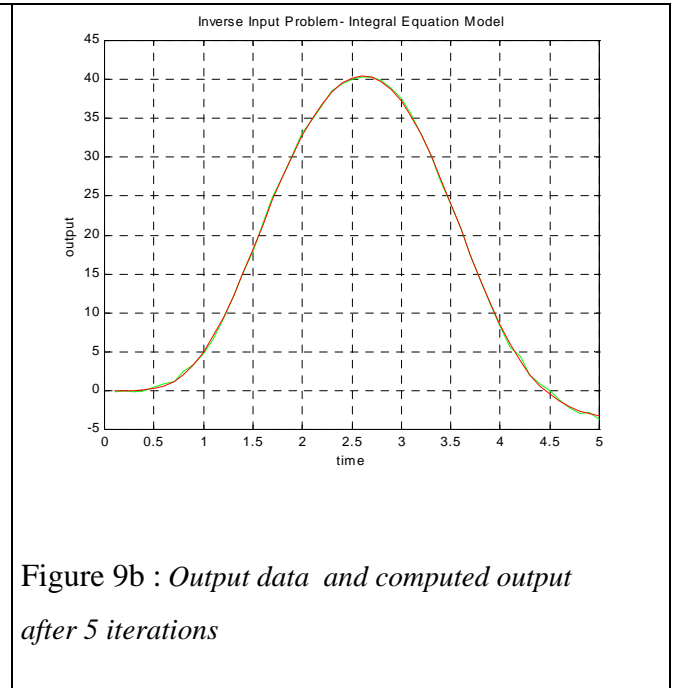 Inverse Input Problem- Integral Equation Model
45
40
35
30
25
20
15
10
5
0
-5
output
0 0.5 1 1.5 2 2.5 3 3.5 4 4.5 5
time
Figure 9b : Output data and computed output
after 5 iterations